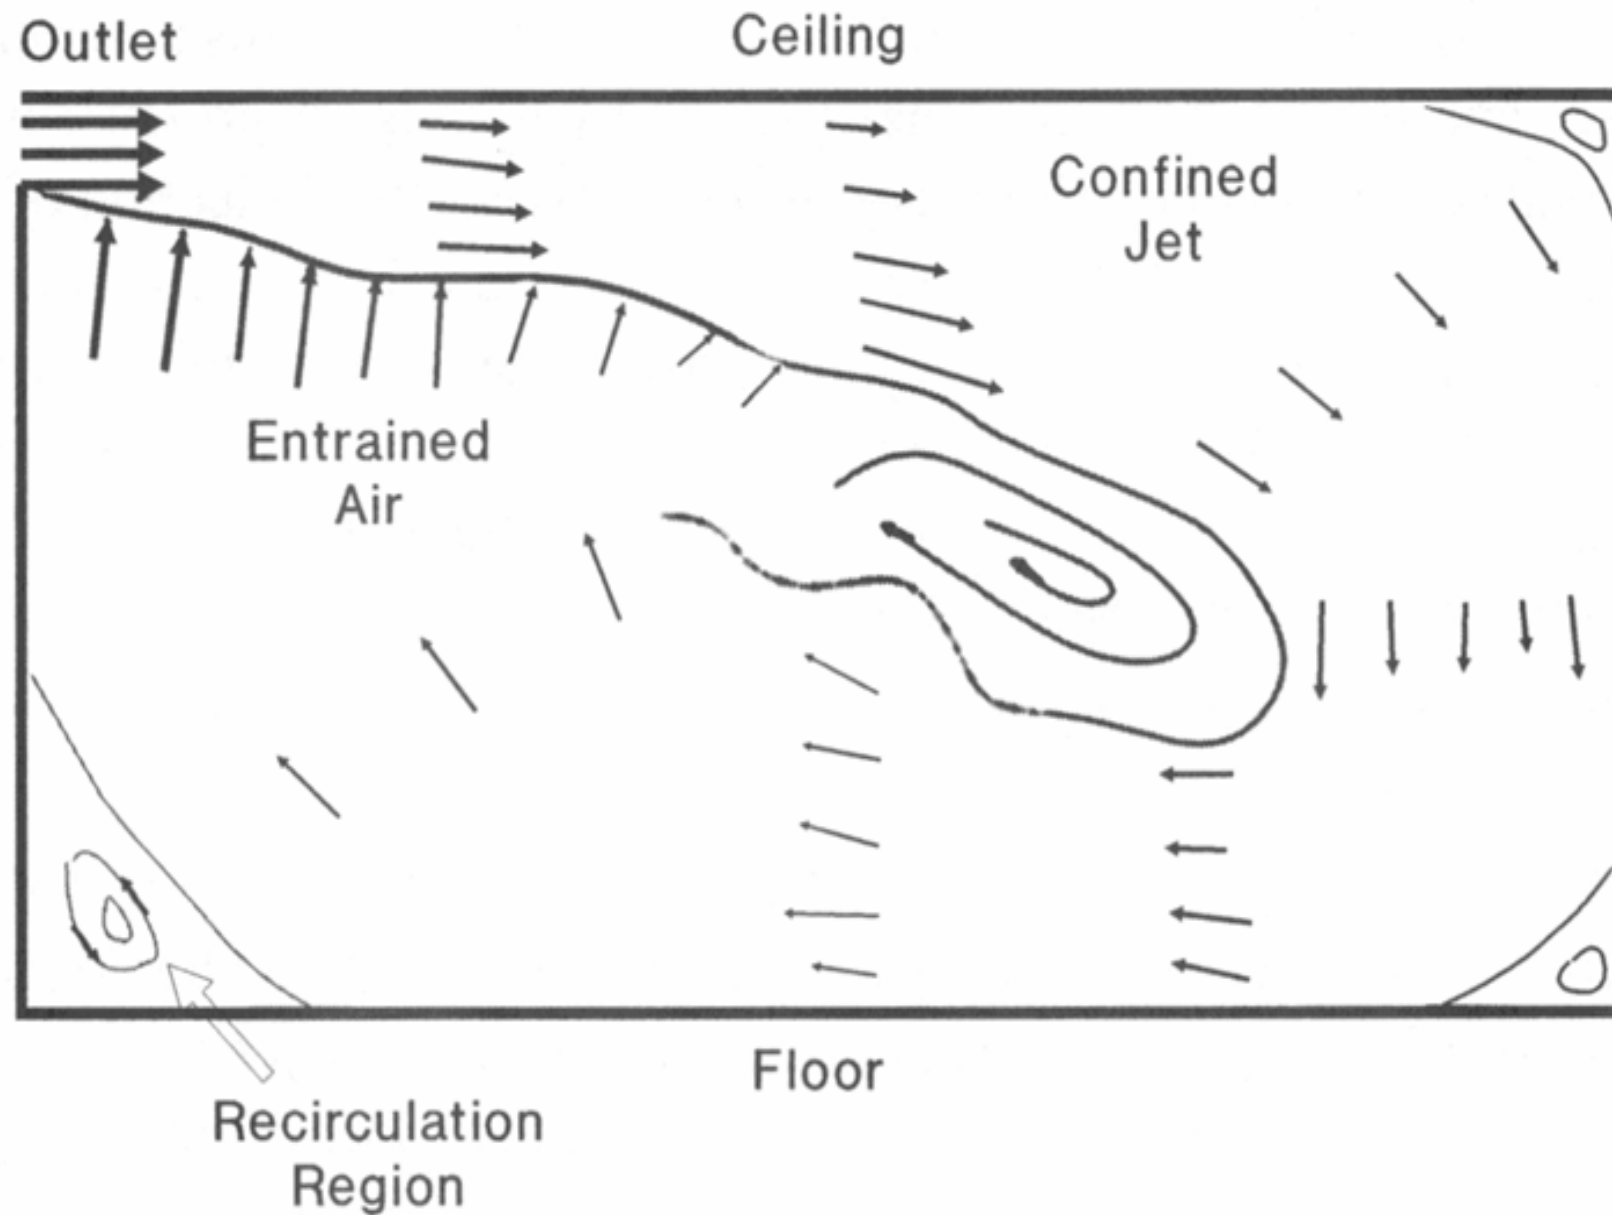 Outlet
Ceiling
Confined
Jet
Entrained
Air
Floor
Recirculation
Region